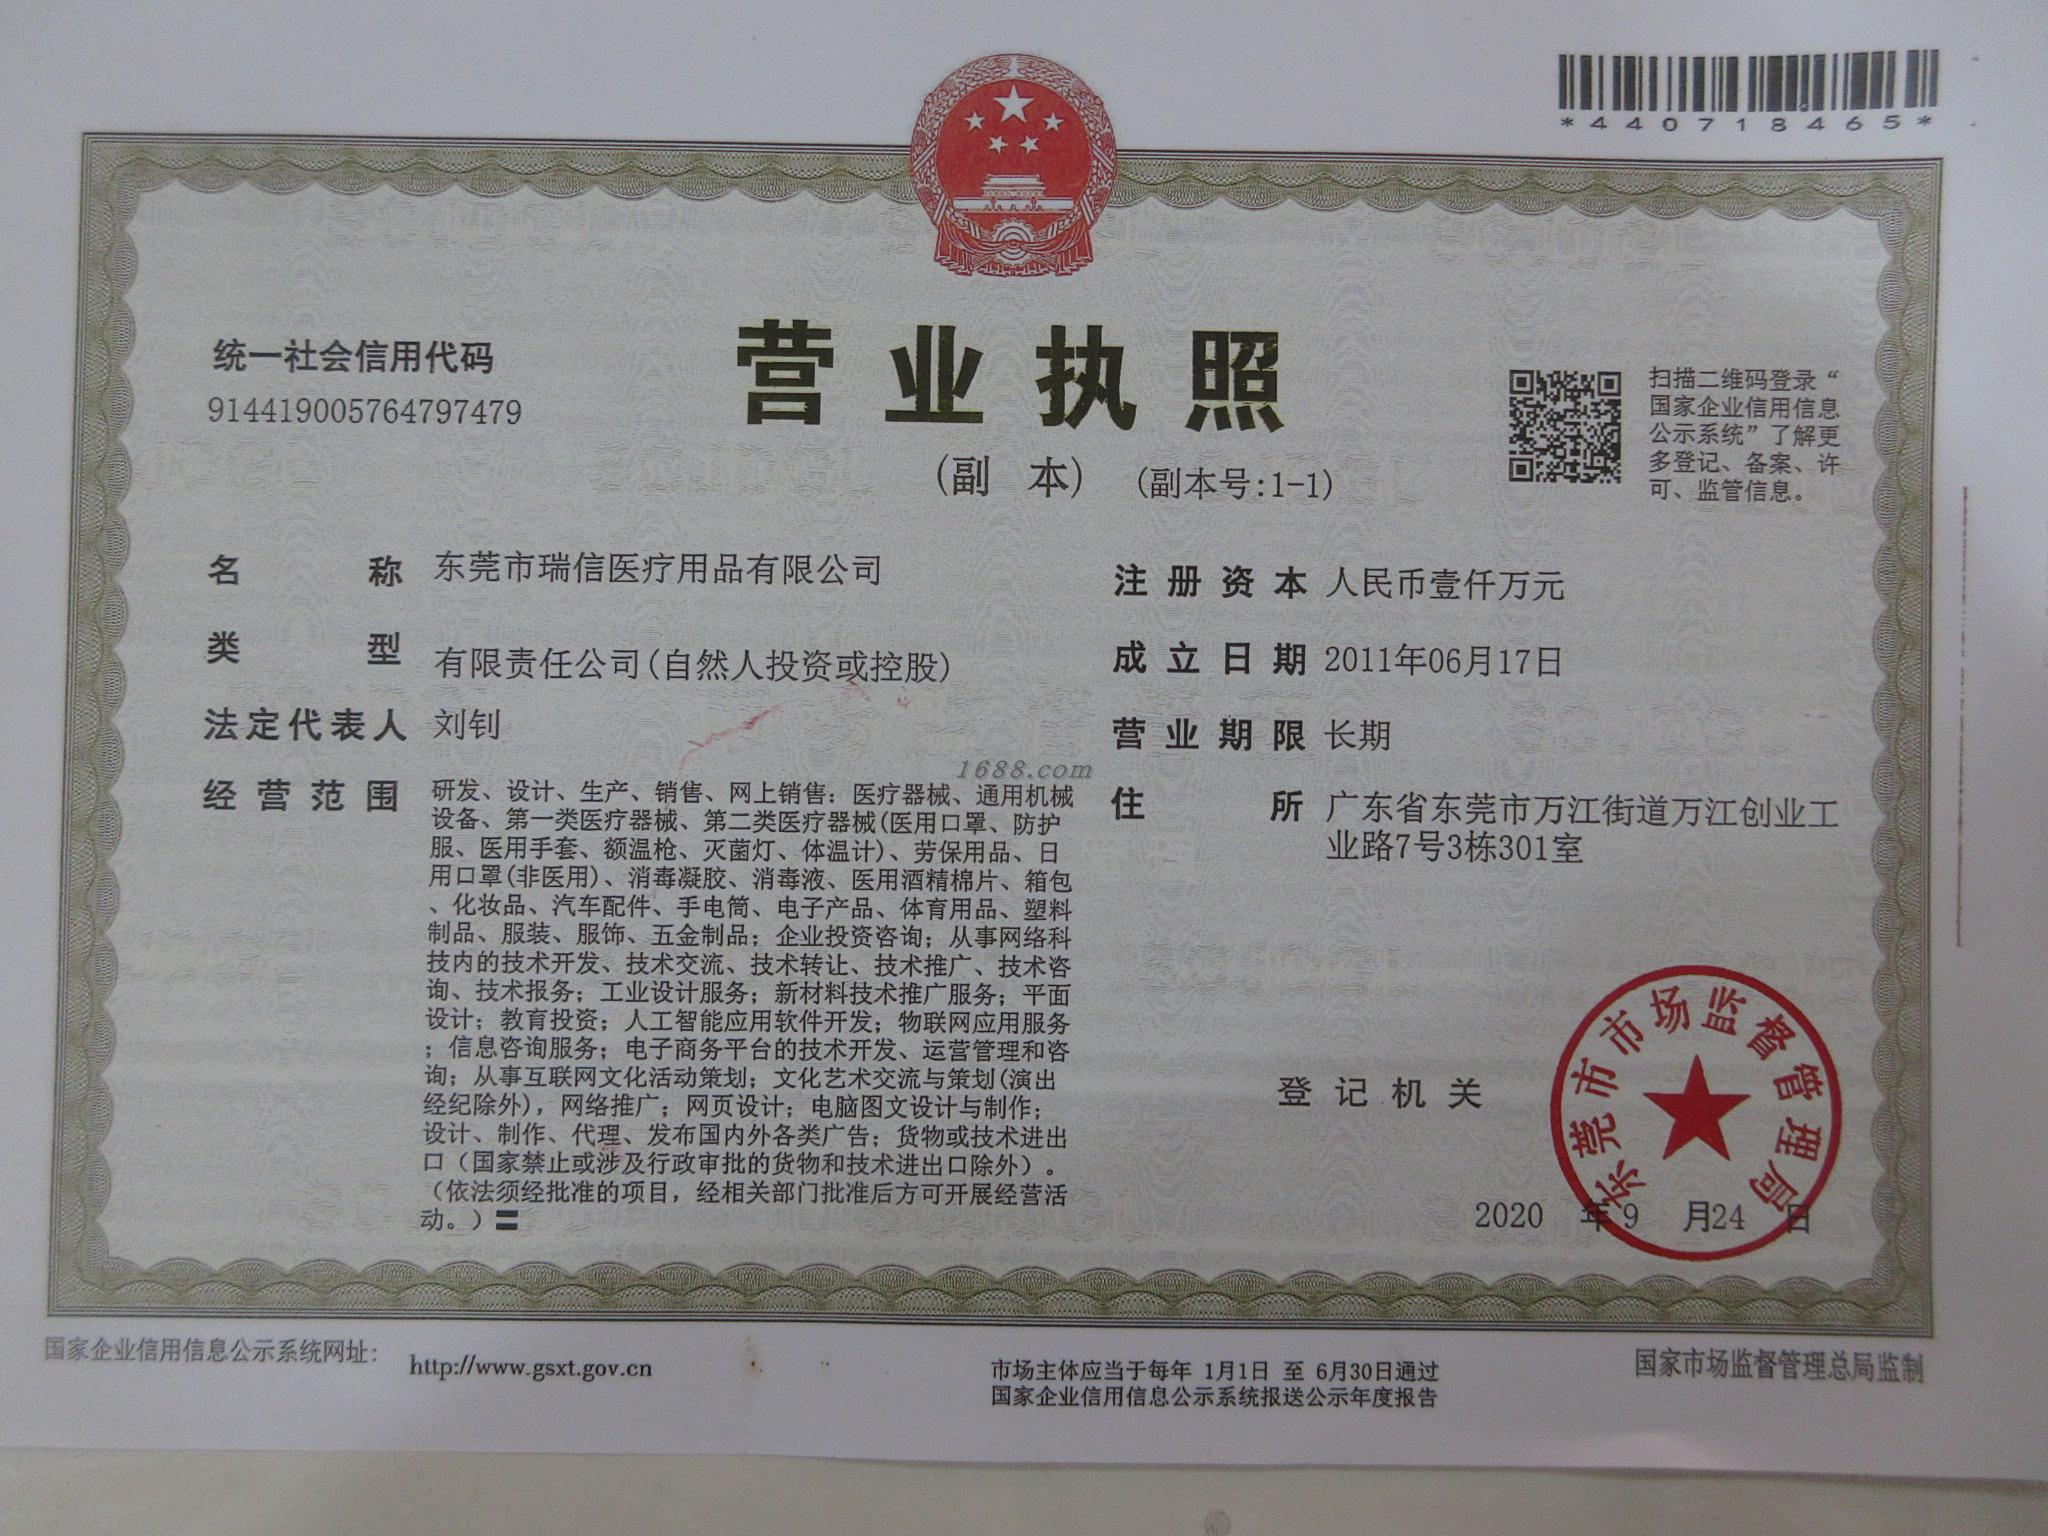 *440718465*
营业执照
(副 本) (副本号:1-1)
统一社会信用代码
914419005764797479
扫描二维码登录“
国家企业信用信息
公示系统”了解更
多登记、备案、许
可、监管信息。
名 称 东莞市瑞信医疗用品有限公司
类 型 有限责任公司(自然人投资或控股)
法定代表人 刘钊
经营范围 研发、设计、生产、销售、网上销售：医疗器械、通用机械
设备、第一类医疗器械、第二类医疗器械(医用口罩、防护
服、医用手套、额温枪、灭菌灯、体温计)、劳保用品、日
用口罩(非医用)、消毒凝胶、消毒液、医用酒精棉片、箱包
、化妆品、汽车配件、手电筒、电子产品、体育用品、塑料
制品、服装、服饰、五金制品；企业投资咨询；从事网络科
技内的技术开发、技术交流、技术转让、技术推广、技术咨
询、技术报务；工业设计服务；新材料技术推广服务；平面
设计；教育投资；人工智能应用软件开发；物联网应用服务
；信息咨询服务；电子商务平台的技术开发、运营管理和咨
询；从事互联网文化活动策划；文化艺术交流与策划(演出
经纪除外)，网络推广；网页设计；电脑图文设计与制作；
设计、制作、代理、发布国内外各类广告；货物或技术进出
口（国家禁止或涉及行政审批的货物和技术进出口除外）。
（依法须经批准的项目，经相关部门批准后方可开展经营活
动。）
1688.com
注册资本 人民币壹仟万元
成立日期 2011年06月17日
营业期限 长期
住 所 广东省东莞市万江街道万江创业工
业路7号3栋301室
登记机关
东莞市市场监督管理局
2020 年 9 月 24 日
国家企业信用信息公示系统网址：
http://www.gsxt.gov.cn
市场主体应当于每年 1月1日 至 6月30日通过
国家企业信用信息公示系统报送公示年度报告
国家市场监督管理总局监制